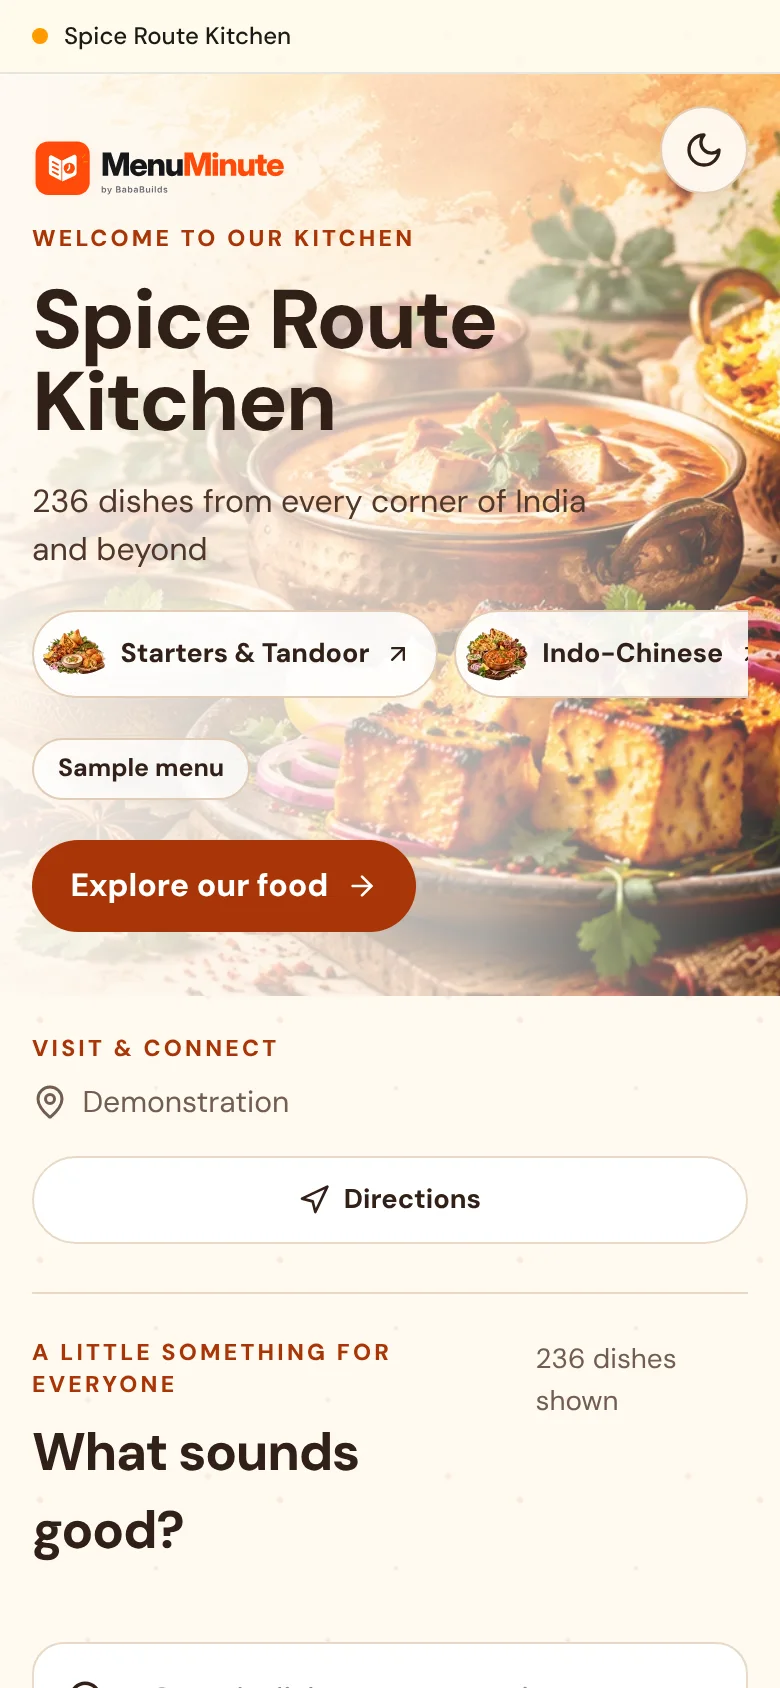 Spice Route Kitchen
MenuMinute
by BabaBuilds
WELCOME TO OUR KITCHEN
Spice Route
Kitchen
236 dishes from every corner of India
and beyond
Starters & Tandoor
Indo-Chinese
Sample menu
Explore our food
VISIT & CONNECT
Demonstration
Directions
A LITTLE SOMETHING FOR
EVERYONE
236 dishes
shown
What sounds
good?